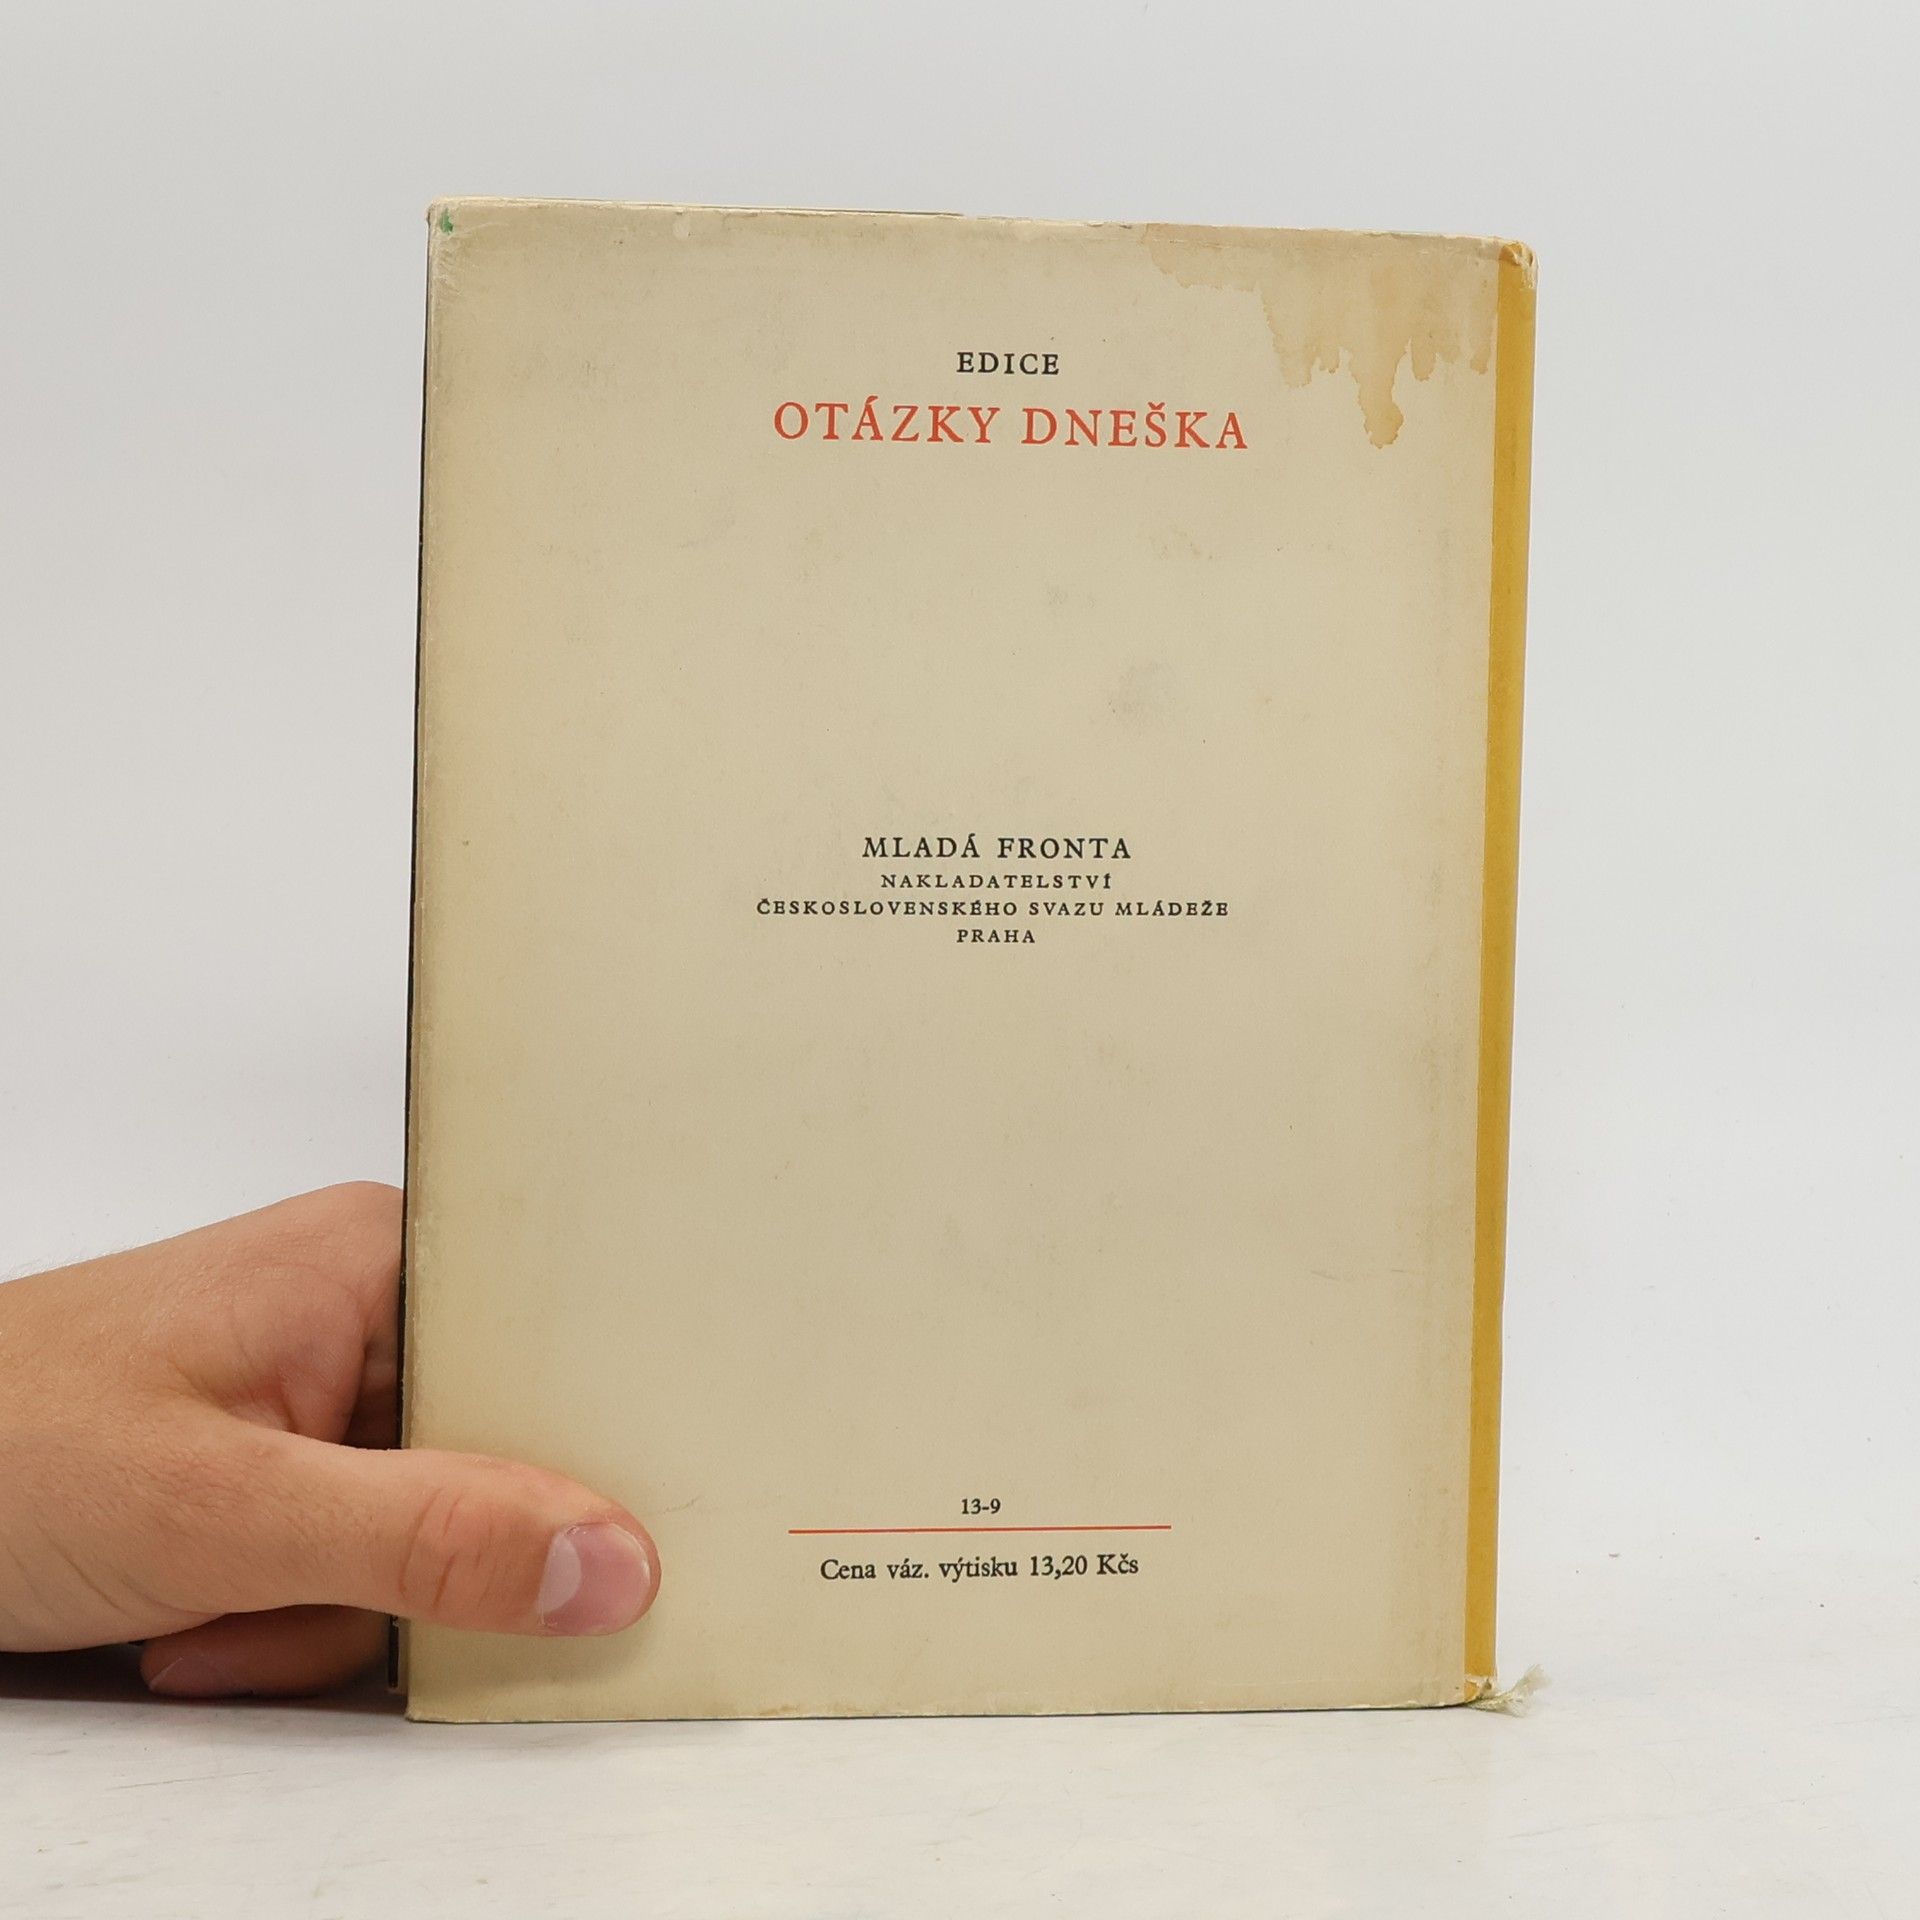 EDICE
OTÁZKY DNEŠKA
MLADÁ FRONTA
NAKLADATELSTVÍ
ČESKOSLOVENSKÉHO SVAZU MLÁDEŽE
PRAHA
13-9
Cena váz. výtisku 13,20 Kčs